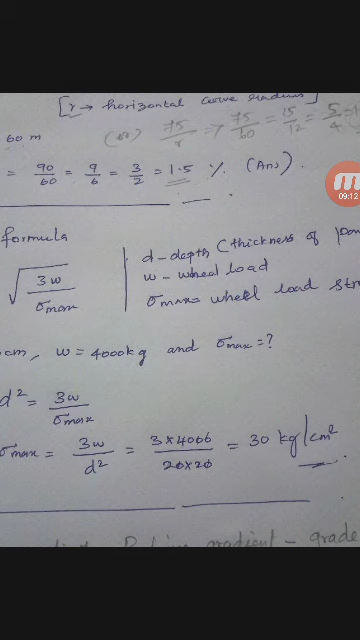 [r → horizontal curve radius]
60 m
(or) 75/r => 75/60 = 15/12 = 5/4
= 90/60 = 9/6 = 3/2 = 1.5 % (Ans).
09:12
formula
√(3w/σmax)
d - depth (thickness of
w - wheel load
σmax = wheel load
cm, w = 4000kg and σmax = ?
d² = 3w/σmax
σmax = 3w/d² = 3×4000/20×20 = 30 kg/cm²
gradient - grade